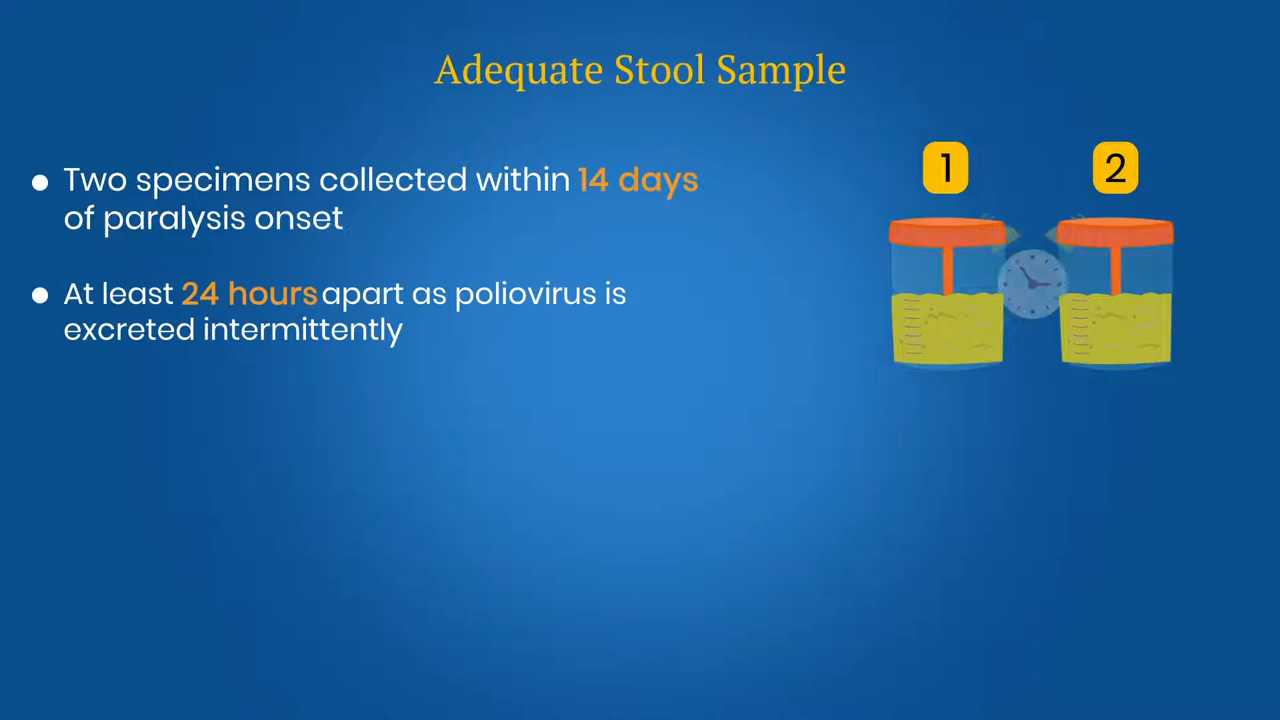 Adequate Stool Sample
Two specimens collected within 14 days
of paralysis onset
At least 24 hours apart as poliovirus is
excreted intermittently
1
2